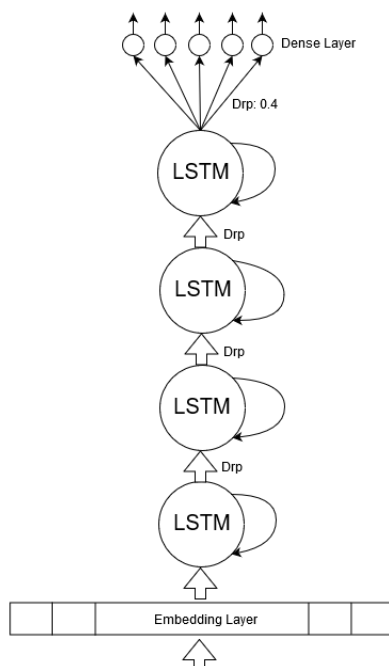 Dense Layer
Drp: 0.4
LSTM
Drp
LSTM
Drp
LSTM
Drp
LSTM
Embedding Layer